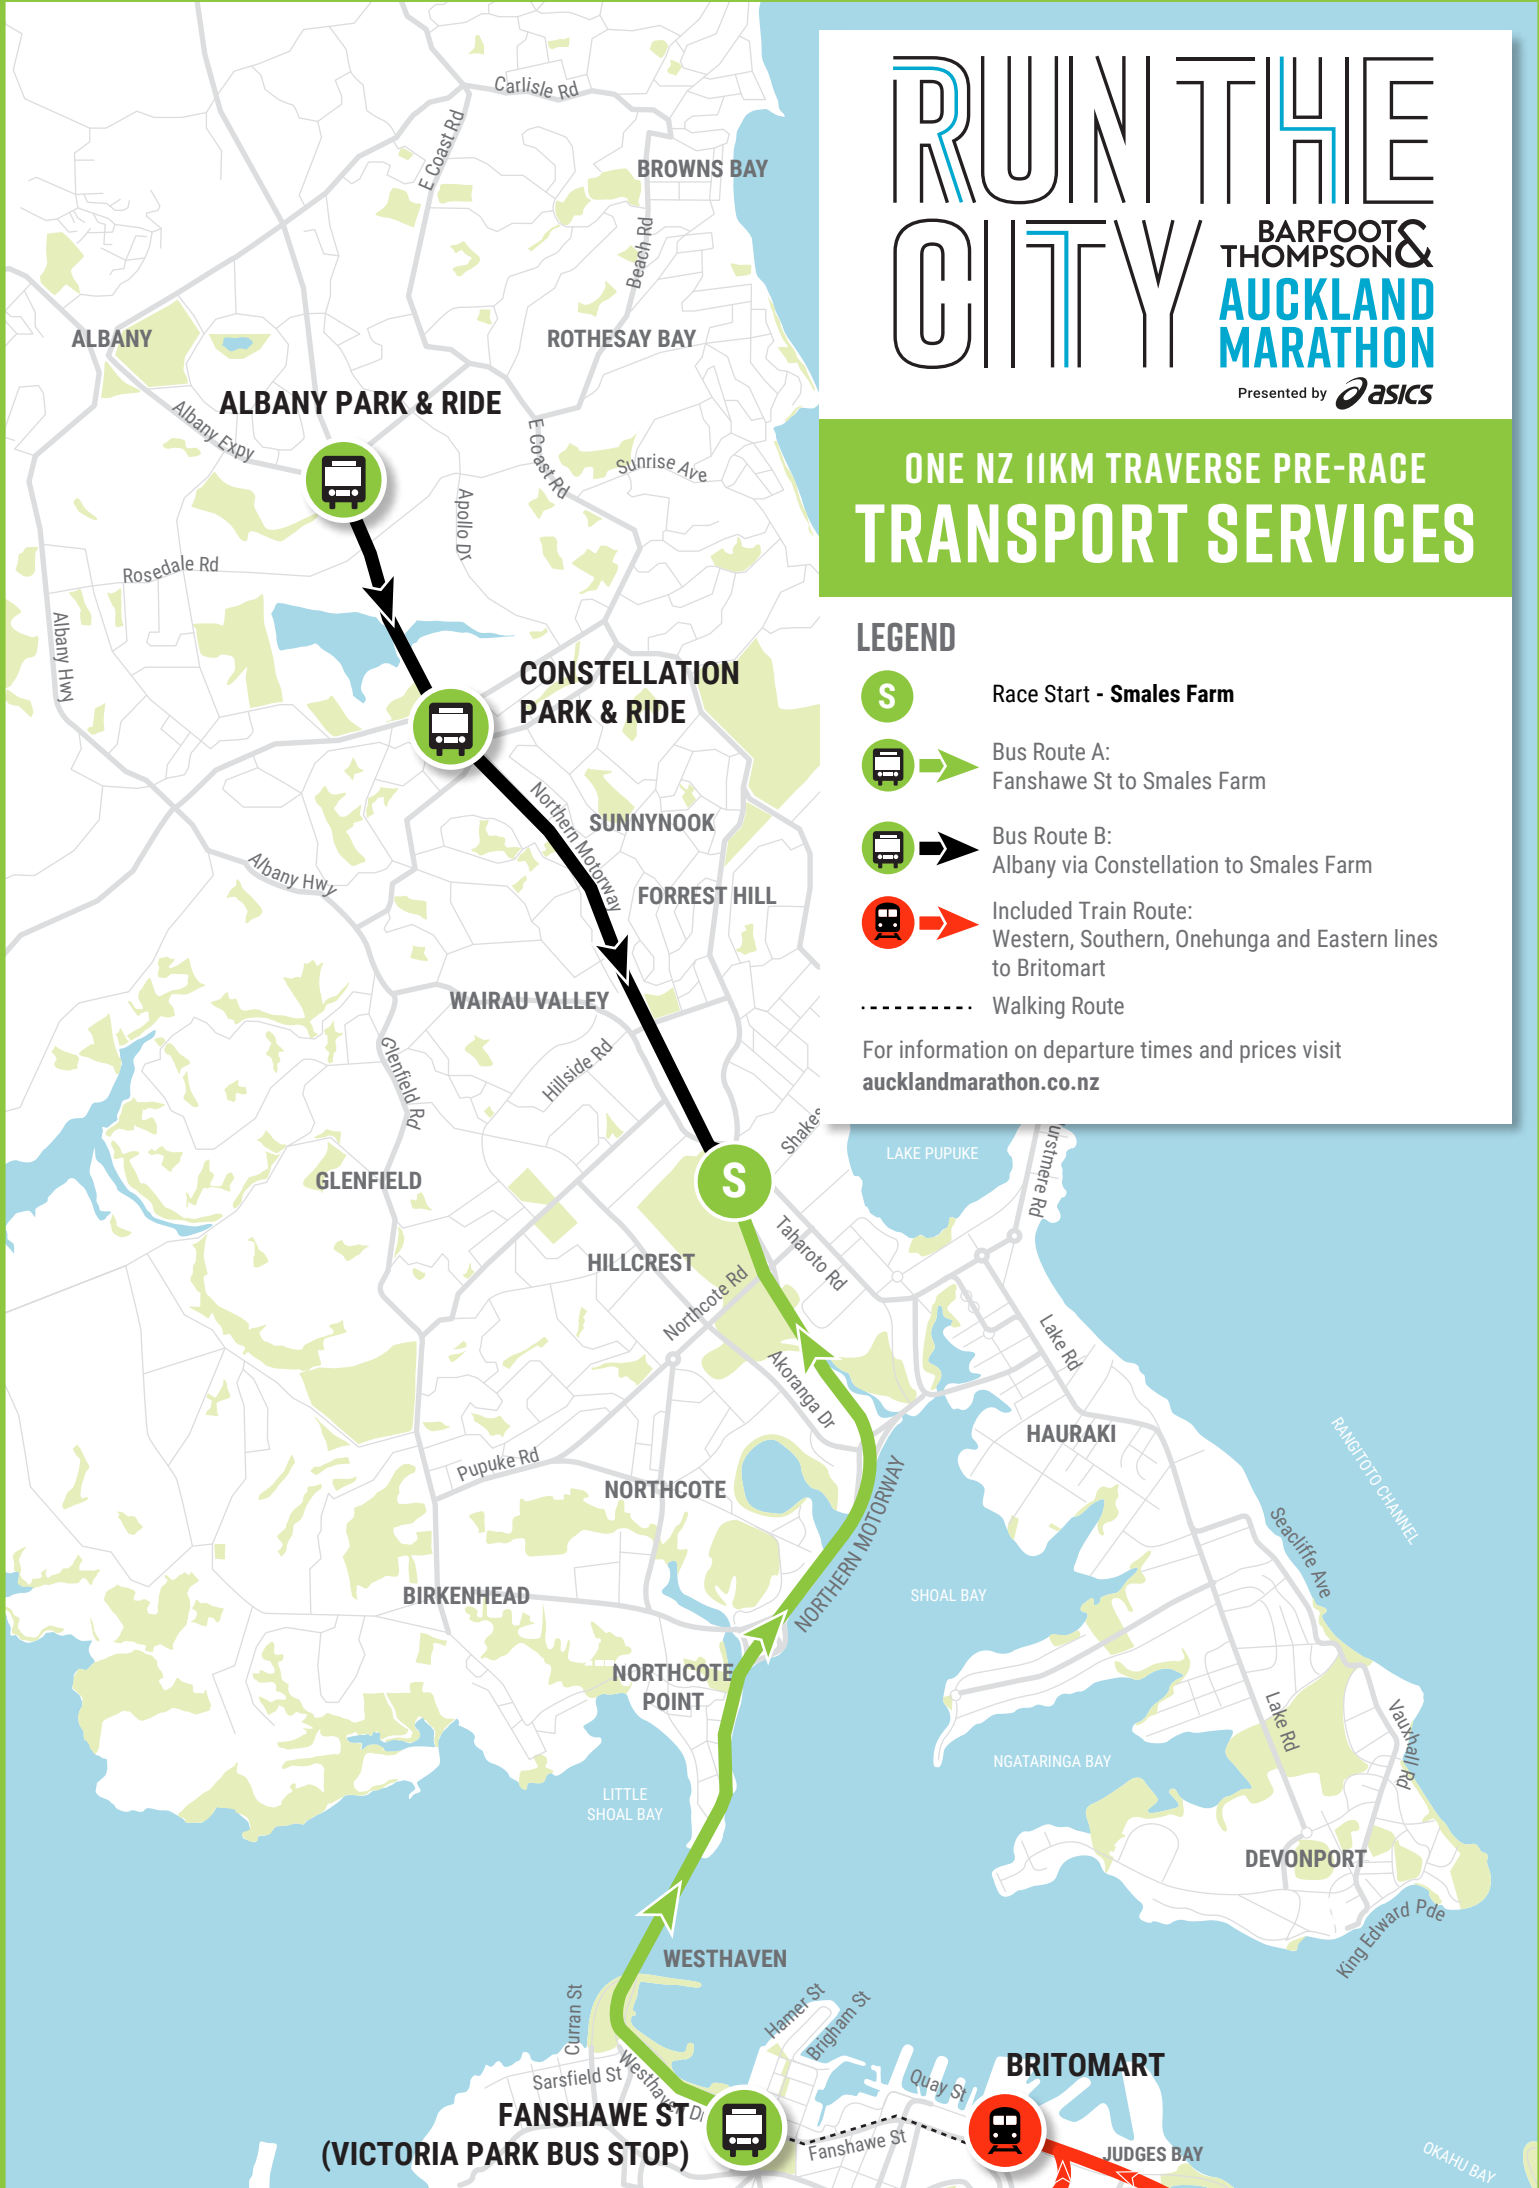 RUN THE
CITY
BARFOOT &
THOMPSON
AUCKLAND
MARATHON
Presented by asics
ONE NZ 11KM TRAVERSE PRE-RACE
TRANSPORT SERVICES
LEGEND
S
Race Start - Smales Farm
Bus Route A:
Fanshawe St to Smales Farm
Bus Route B:
Albany via Constellation to Smales Farm
Included Train Route:
Western, Southern, Onehunga and Eastern lines
to Britomart
Walking Route
For information on departure times and prices visit
aucklandmarathon.co.nz
Carlisle Rd
E Coast Rd
BROWNS BAY
Beach Rd
ALBANY
ROTHESAY BAY
ALBANY PARK & RIDE
Albany Expy
E Coast Rd
Sunrise Ave
Apollo Dr
Rosedale Rd
Albany Hwy
CONSTELLATION
PARK & RIDE
Northern Motorway
SUNNYNOOK
Albany Hwy
FORREST HILL
WAIRAU VALLEY
Glenfield Rd
Hillside Rd
Shakes
LAKE PUPUKE
urstmere Rd
GLENFIELD
S
Taharoto Rd
HILLCREST
Northcote Rd
Lake Rd
Akoranga Dr
HAURAKI
RANGITOTO CHANNEL
Pupuke Rd
NORTHCOTE
NORTHERN MOTORWAY
Seacliffe Ave
BIRKENHEAD
SHOAL BAY
NORTHCOTE
POINT
Lake Rd
Vauxhall Rd
NGATARINGA BAY
LITTLE
SHOAL BAY
DEVONPORT
King Edward Pde
WESTHAVEN
Curran St
Hamer St
Brigham St
Sarsfield St
Westhaven Dr
Quay St
BRITOMART
FANSHAWE ST
(VICTORIA PARK BUS STOP)
Fanshawe St
JUDGES BAY
OKAHU BAY